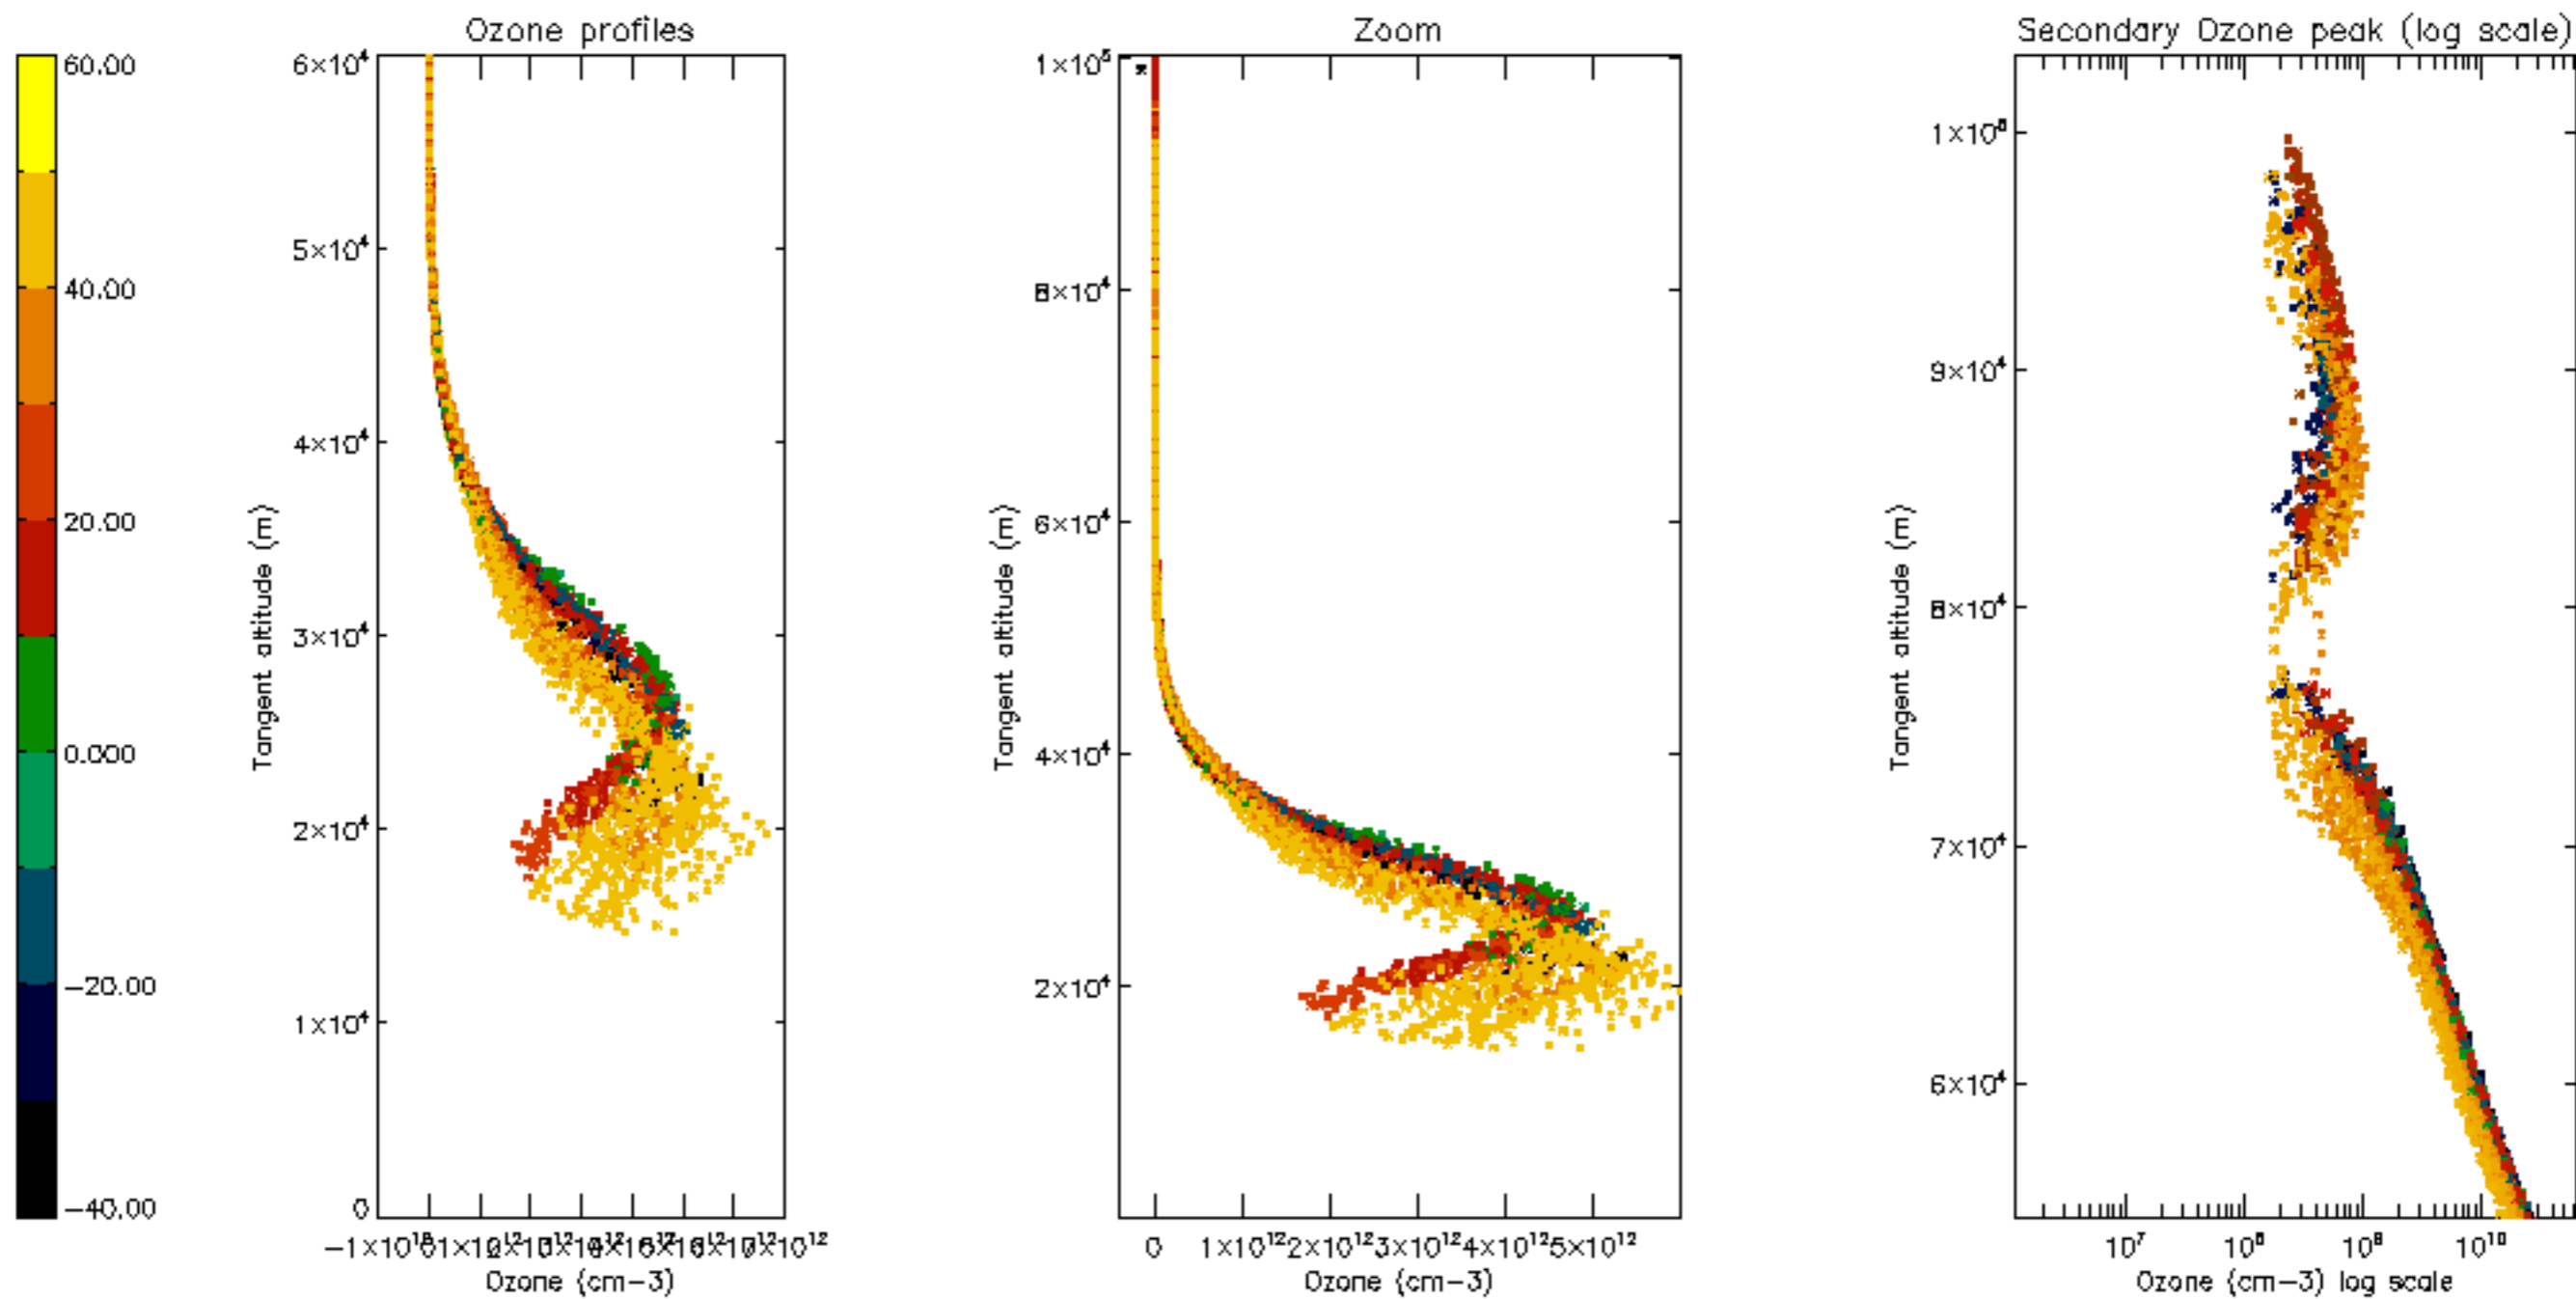 Ozone profiles
Zoom
Secondary Ozone peak (log scale)
60.00
40.00
20.00
0.000
−20.00
−40.00
6×10⁴
5×10⁴
4×10⁴
3×10⁴
2×10⁴
1×10⁴
0
Tangent altitude (m)
Ozone (cm−3)
1×10⁵
8×10⁴
6×10⁴
4×10⁴
2×10⁴
Tangent altitude (m)
0 1×10¹² 2×10¹² 3×10¹² 4×10¹² 5×10¹²
Ozone (cm−3)
9×10⁴
8×10⁴
7×10⁴
6×10⁴
Tangent altitude (m)
10⁷ 10⁸ 10⁹ 10¹⁰
Ozone (cm−3) log scale